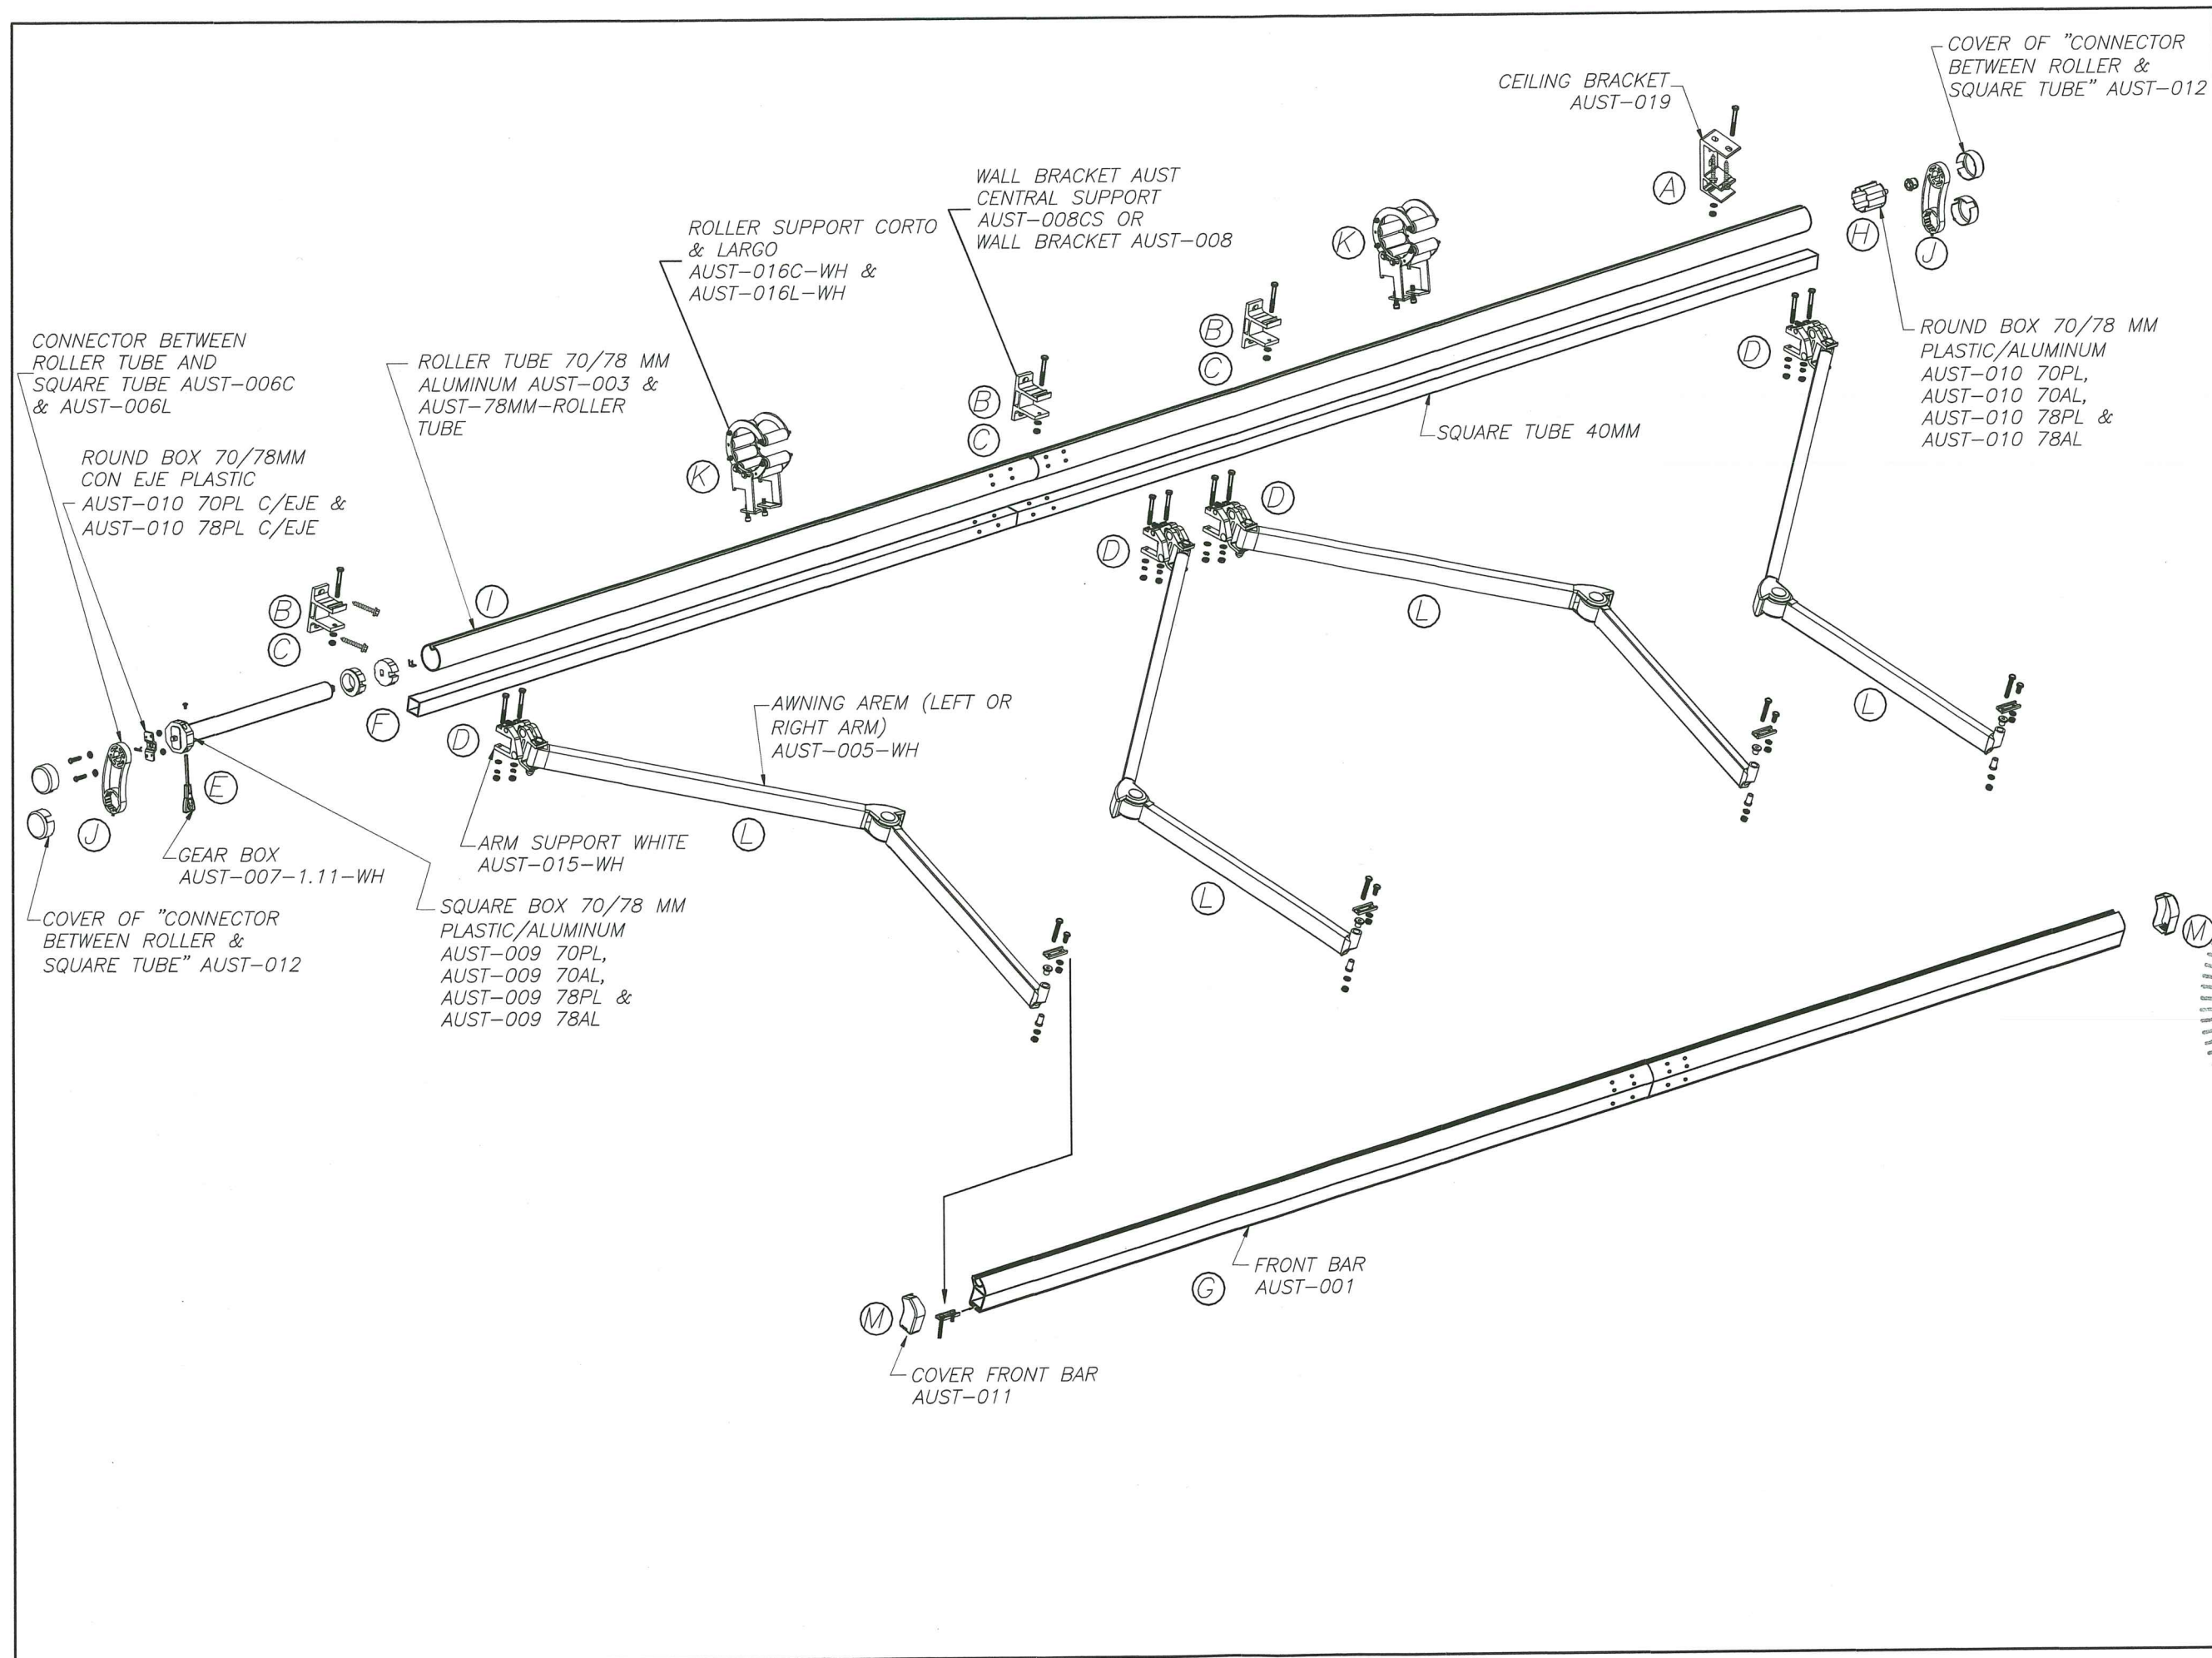 COVER OF "CONNECTOR
BETWEEN ROLLER &
SQUARE TUBE" AUST-012
CEILING BRACKET
AUST-019
A
H
J
WALL BRACKET AUST
CENTRAL SUPPORT
AUST-008CS OR
WALL BRACKET AUST-008
K
ROLLER SUPPORT CORTO
& LARGO
AUST-016C-WH &
AUST-016L-WH
B
C
CONNECTOR BETWEEN
ROLLER TUBE AND
SQUARE TUBE AUST-006C
& AUST-006L
ROLLER TUBE 70/78 MM
ALUMINUM AUST-003 &
AUST-78MM-ROLLER
TUBE
B
C
D
ROUND BOX 70/78 MM
PLASTIC/ALUMINUM
AUST-010 70PL,
AUST-010 70AL,
AUST-010 78PL &
AUST-010 78AL
SQUARE TUBE 40MM
ROUND BOX 70/78MM
CON EJE PLASTIC
AUST-010 70PL C/EJE &
AUST-010 78PL C/EJE
K
D
D
B
C
I
L
F
D
AWNING AREM (LEFT OR
RIGHT ARM)
AUST-005-WH
L
E
J
L
ARM SUPPORT WHITE
AUST-015-WH
GEAR BOX
AUST-007-1.11-WH
COVER OF "CONNECTOR
BETWEEN ROLLER &
SQUARE TUBE" AUST-012
SQUARE BOX 70/78 MM
PLASTIC/ALUMINUM
AUST-009 70PL,
AUST-009 70AL,
AUST-009 78PL &
AUST-009 78AL
L
M
FRONT BAR
AUST-001
G
M
COVER FRONT BAR
AUST-011